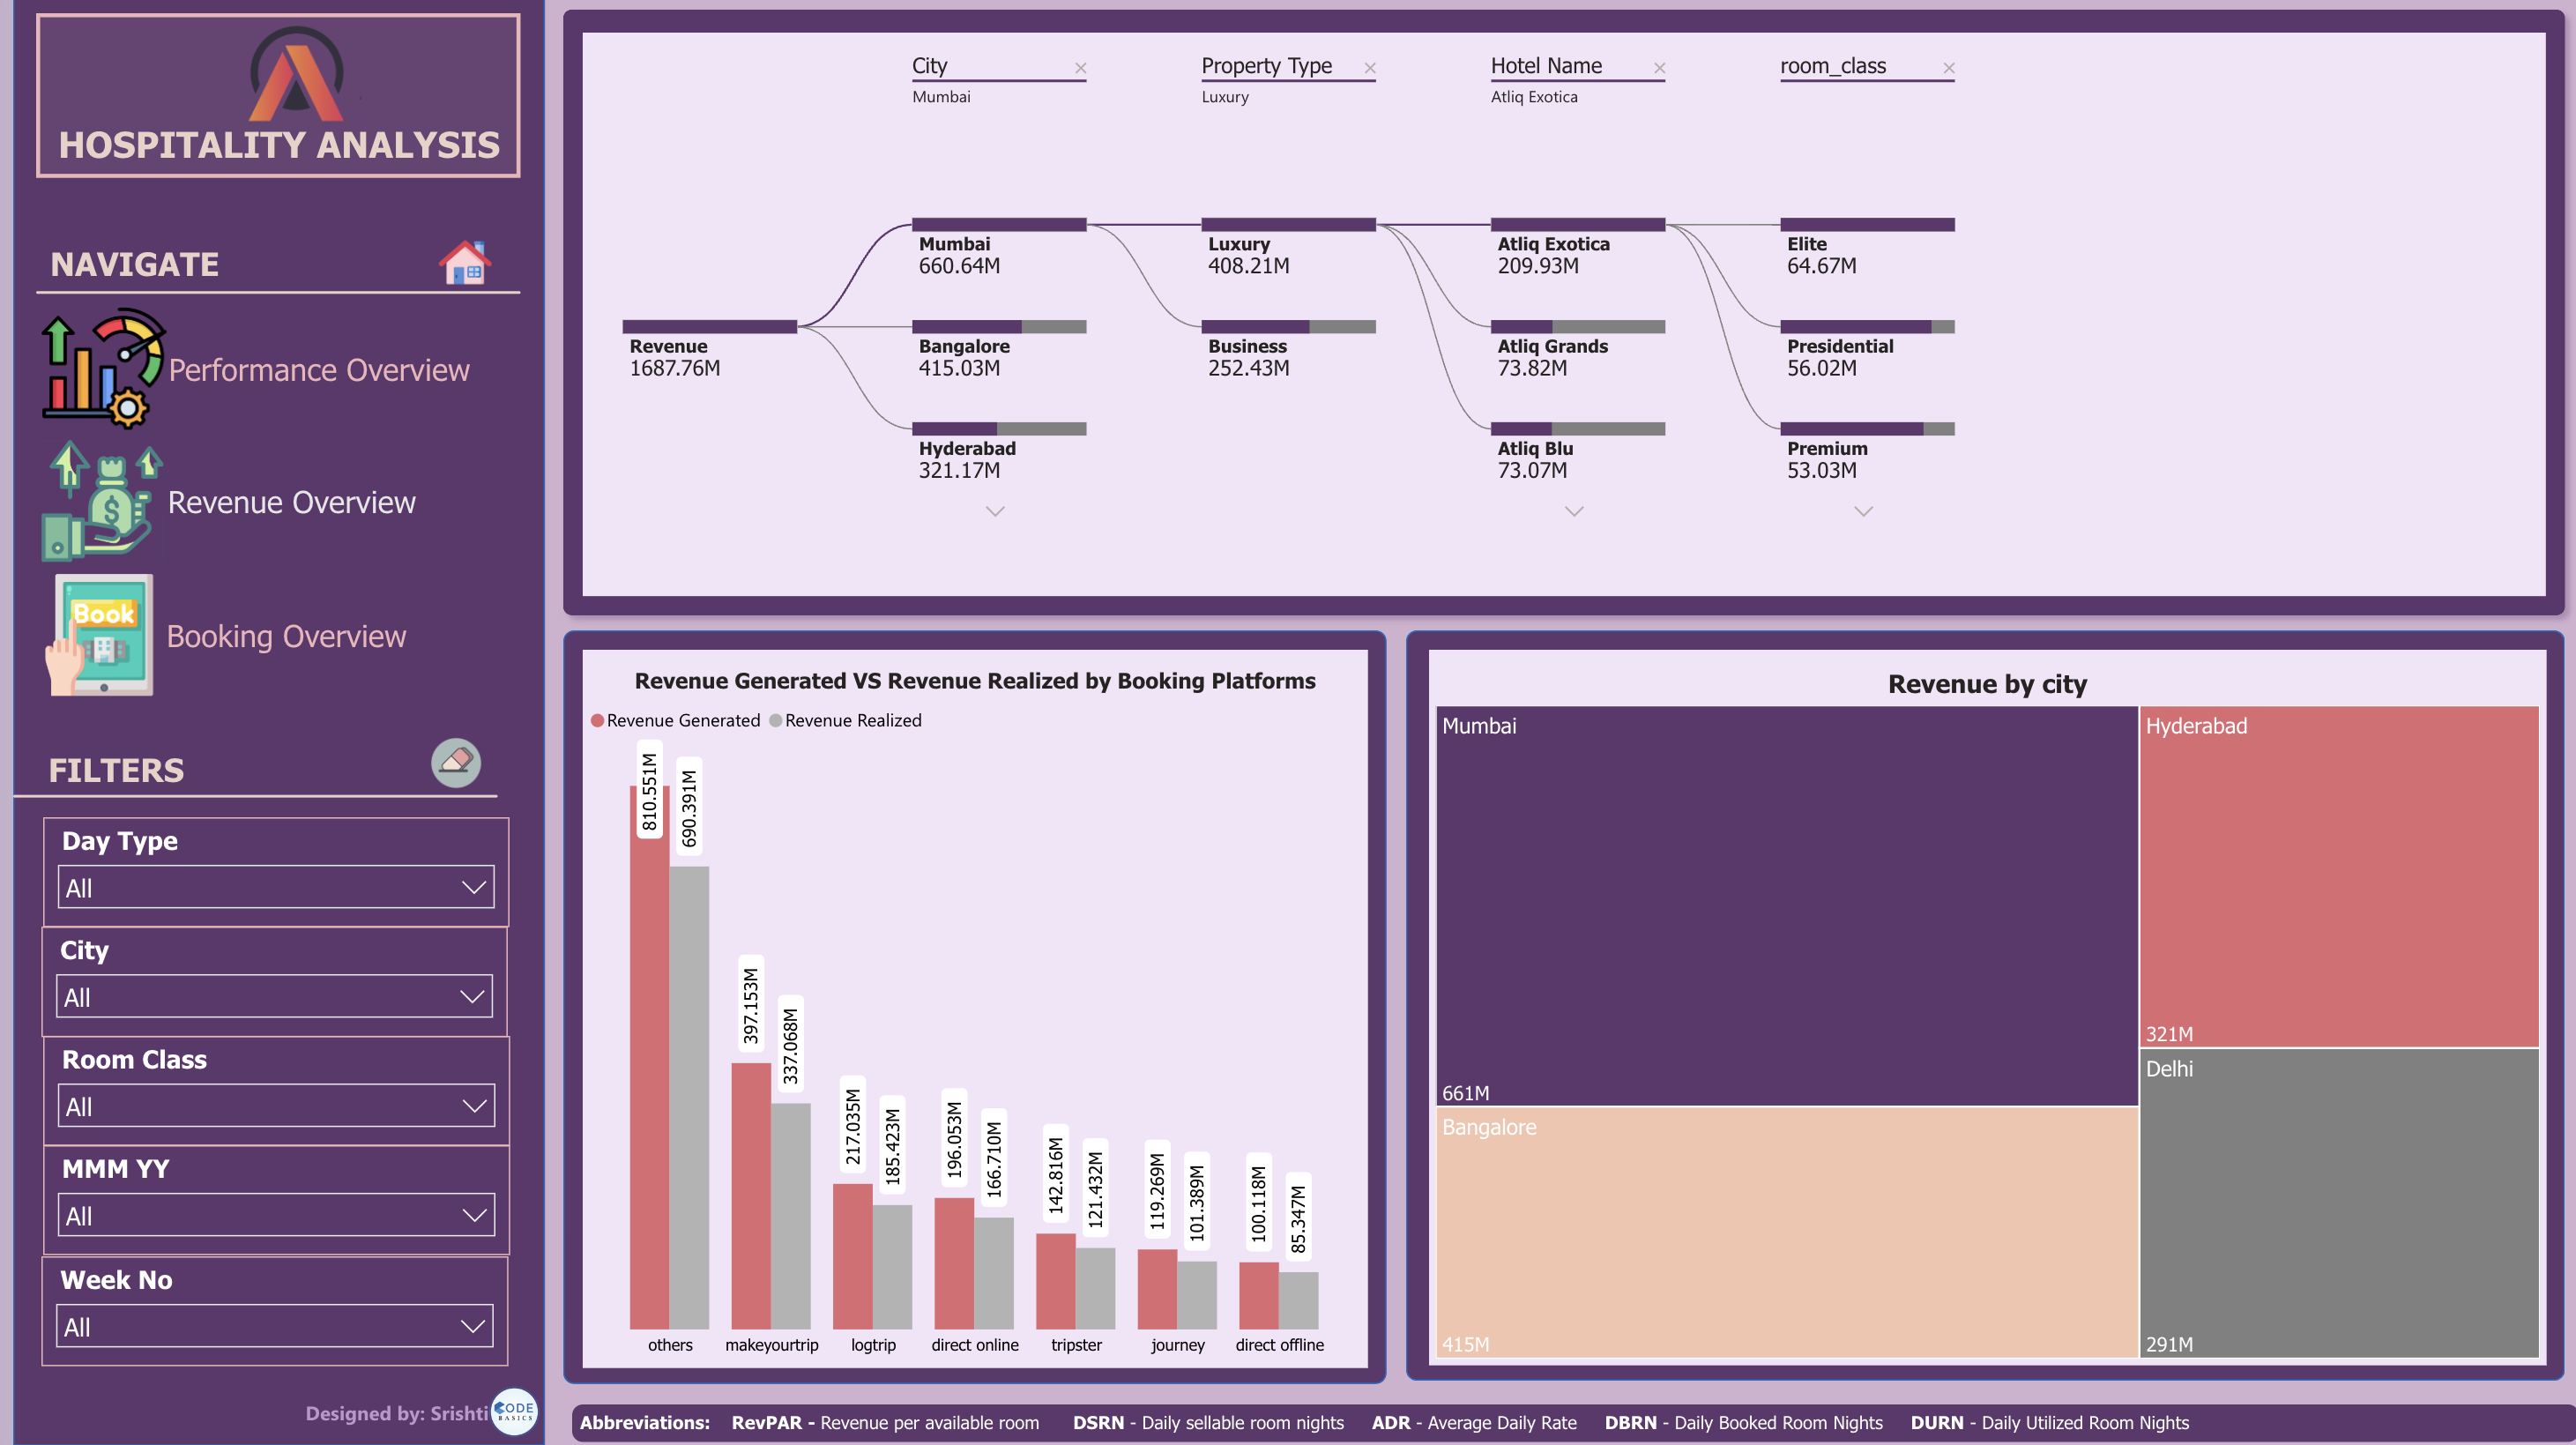 HOSPITALITY ANALYSIS
NAVIGATE
Performance Overview
Revenue Overview
Book
Booking Overview
FILTERS
Day Type
All
City
All
Room Class
All
MMM YY
All
Week No
All
Designed by: Srishti
CODE
BASICS
City
Mumbai
Property Type
Luxury
Hotel Name
Atliq Exotica
room_class
Revenue
1687.76M
Mumbai
660.64M
Bangalore
415.03M
Hyderabad
321.17M
Luxury
408.21M
Business
252.43M
Atliq Exotica
209.93M
Atliq Grands
73.82M
Atliq Blu
73.07M
Elite
64.67M
Presidential
56.02M
Premium
53.03M
Revenue Generated VS Revenue Realized by Booking Platforms
Revenue Generated Revenue Realized
810.551M
690.391M
397.153M
337.068M
217.035M
185.423M
196.053M
166.710M
142.816M
121.432M
119.269M
101.389M
100.118M
85.347M
others makeyourtrip logtrip direct online tripster journey direct offline
Revenue by city
Mumbai
661M
Bangalore
415M
Hyderabad
321M
Delhi
291M
Abbreviations: RevPAR - Revenue per available room DSRN - Daily sellable room nights ADR - Average Daily Rate DBRN - Daily Booked Room Nights DURN - Daily Utilized Room Nights